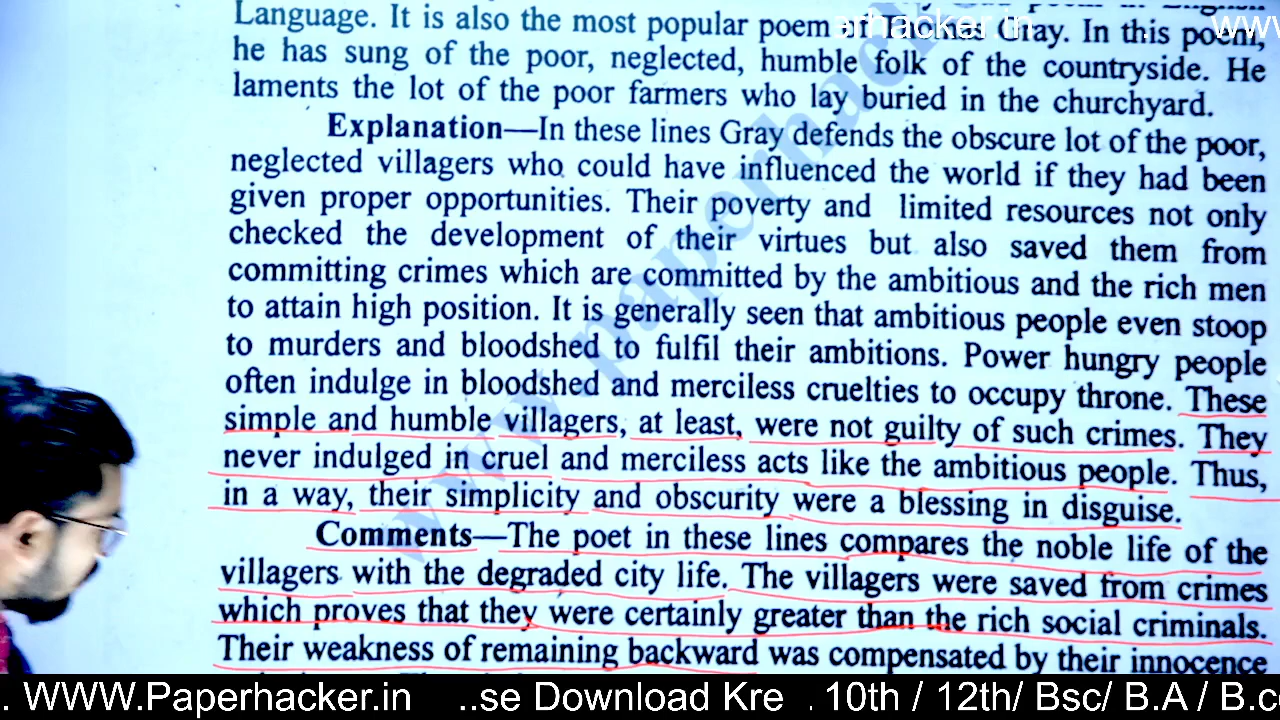 Language. It is also the most popular poem of Thomas Gray. In this poem,
he has sung of the poor, neglected, humble folk of the countryside. He
laments the lot of the poor farmers who lay buried in the churchyard.
Explanation—In these lines Gray defends the obscure lot of the poor,
neglected villagers who could have influenced the world if they had been
given proper opportunities. Their poverty and limited resources not only
checked the development of their virtues but also saved them from
committing crimes which are committed by the ambitious and the rich men
to attain high position. It is generally seen that ambitious people even stoop
to murders and bloodshed to fulfil their ambitions. Power hungry people
often indulge in bloodshed and merciless cruelties to occupy throne. These
simple and humble villagers, at least, were not guilty of such crimes. They
never indulged in cruel and merciless acts like the ambitious people. Thus,
in a way, their simplicity and obscurity were a blessing in disguise.
Comments—The poet in these lines compares the noble life of the
villagers with the degraded city life. The villagers were saved from crimes
which proves that they were certainly greater than the rich social criminals.
Their weakness of remaining backward was compensated by their innocence
. WWW.Paperhacker.in ..se Download Kre . 10th / 12th/ Bsc/ B.A / B.c